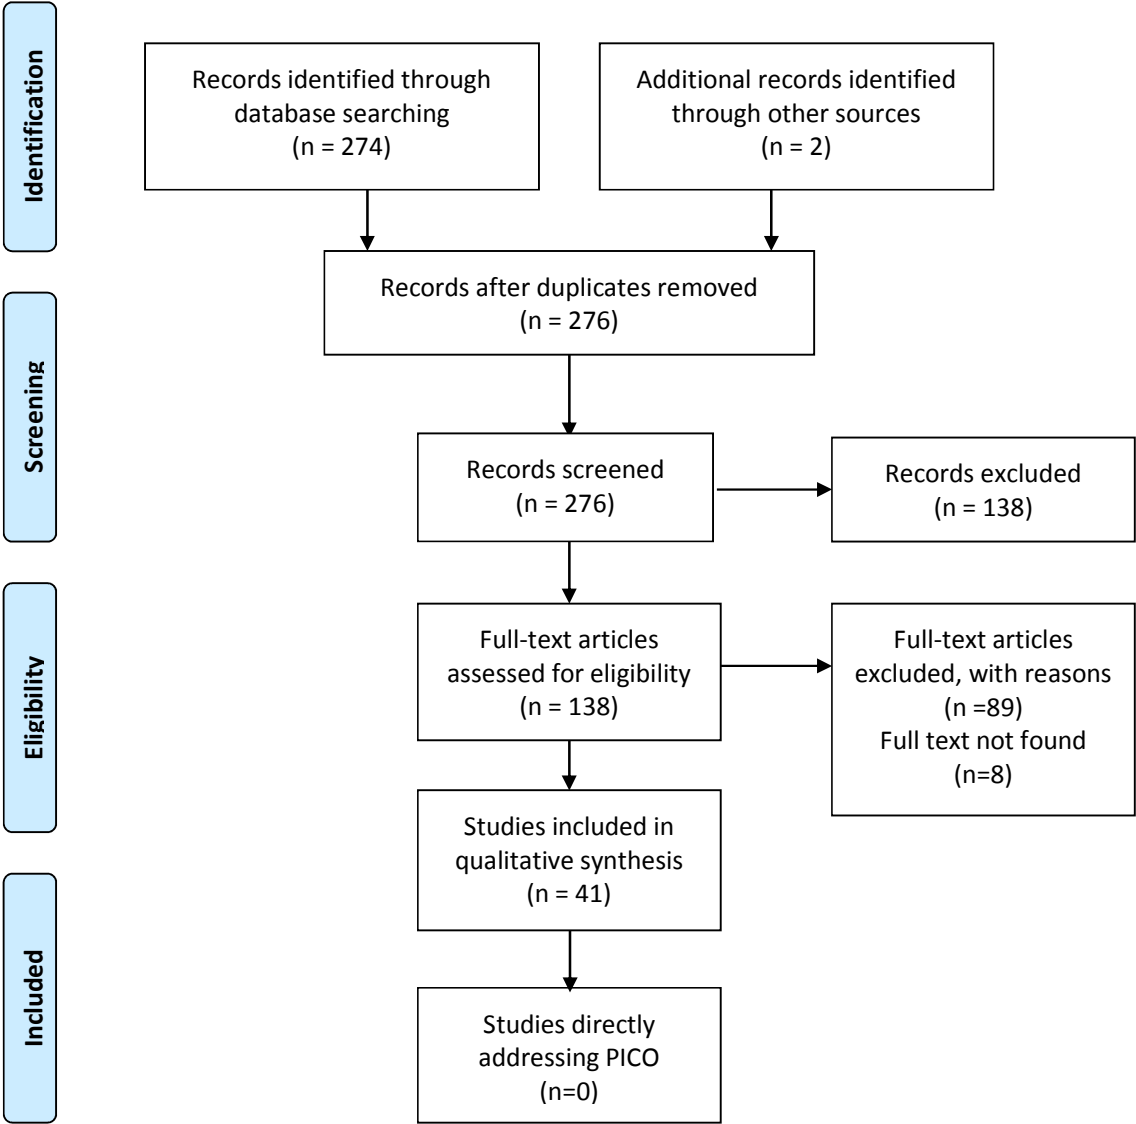 Identification
Records identified through
database searching
(n = 274)
Additional records identified
through other sources
(n = 2)
Records after duplicates removed
(n = 276)
Screening
Records screened
(n = 276)
Records excluded
(n = 138)
Eligibility
Full-text articles
assessed for eligibility
(n = 138)
Full-text articles
excluded, with reasons
(n =89)
Full text not found
(n=8)
Studies included in
qualitative synthesis
(n = 41)
Included
Studies directly
addressing PICO
(n=0)